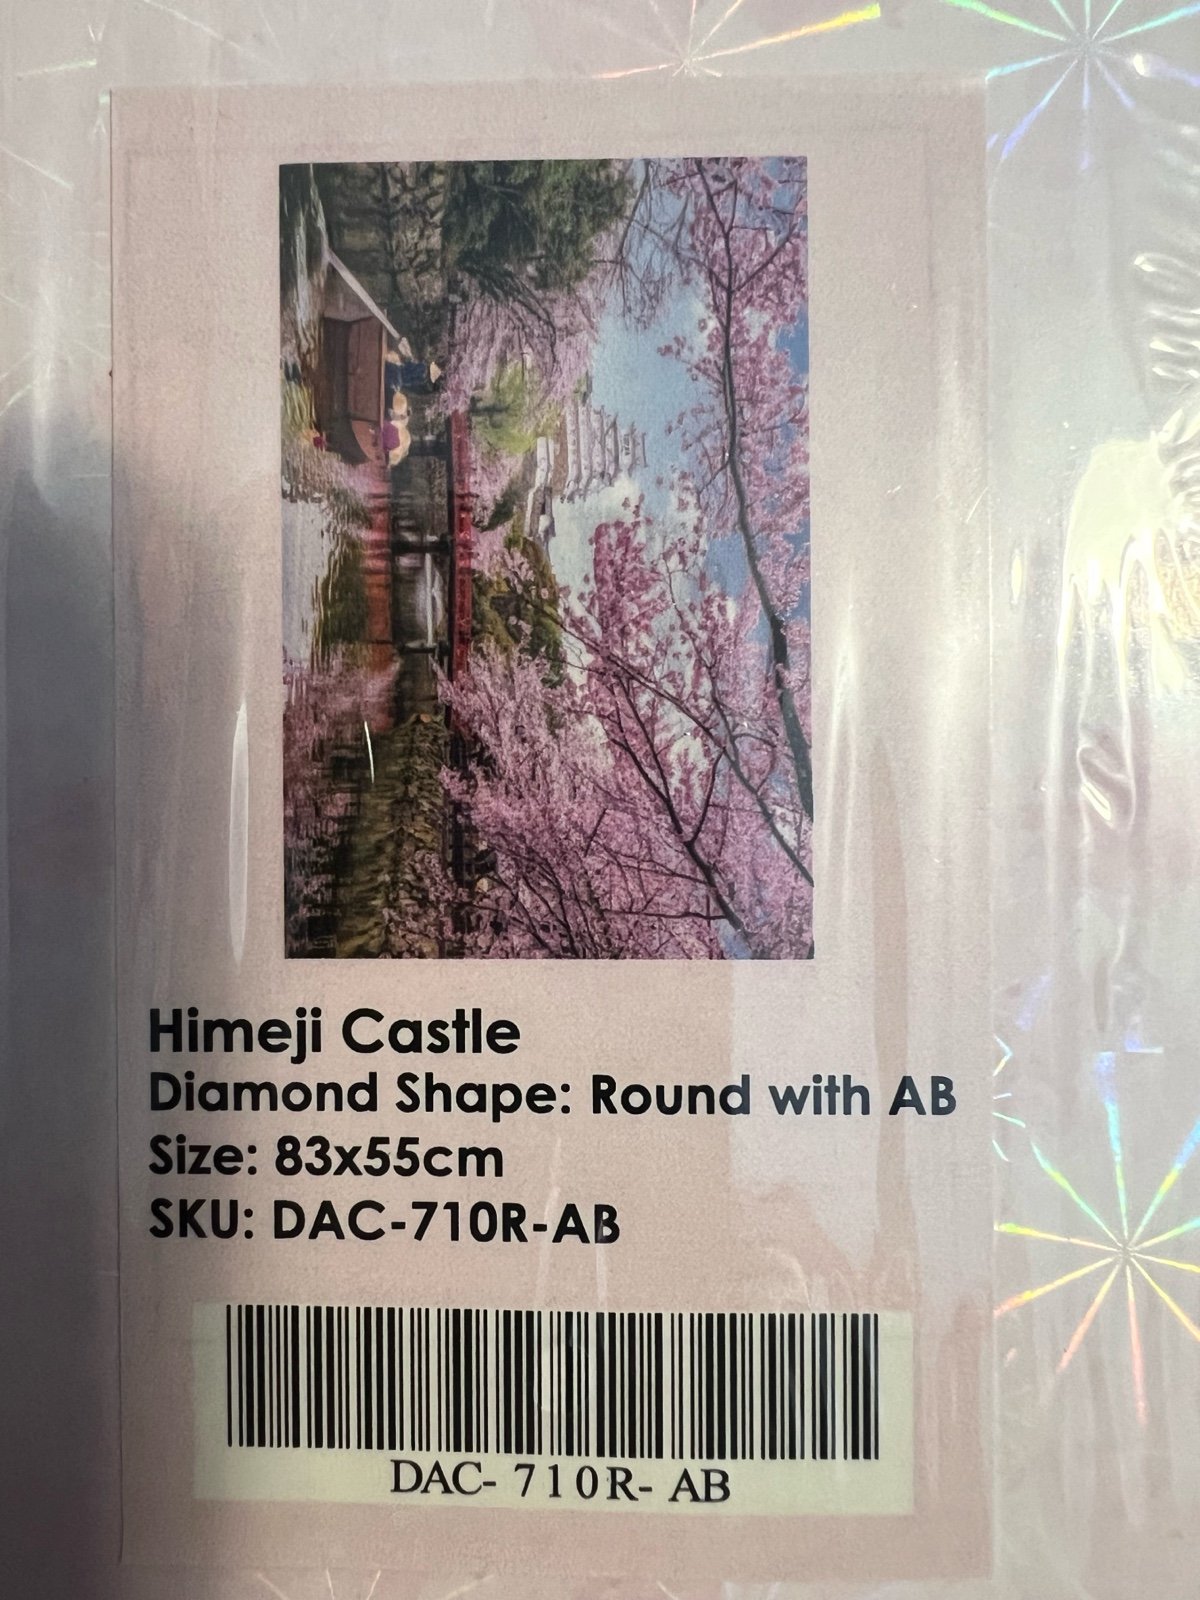 Himeji Castle
Diamond Shape: Round with AB
Size: 83x55cm
SKU: DAC-710R-AB
DAC- 710R- AB